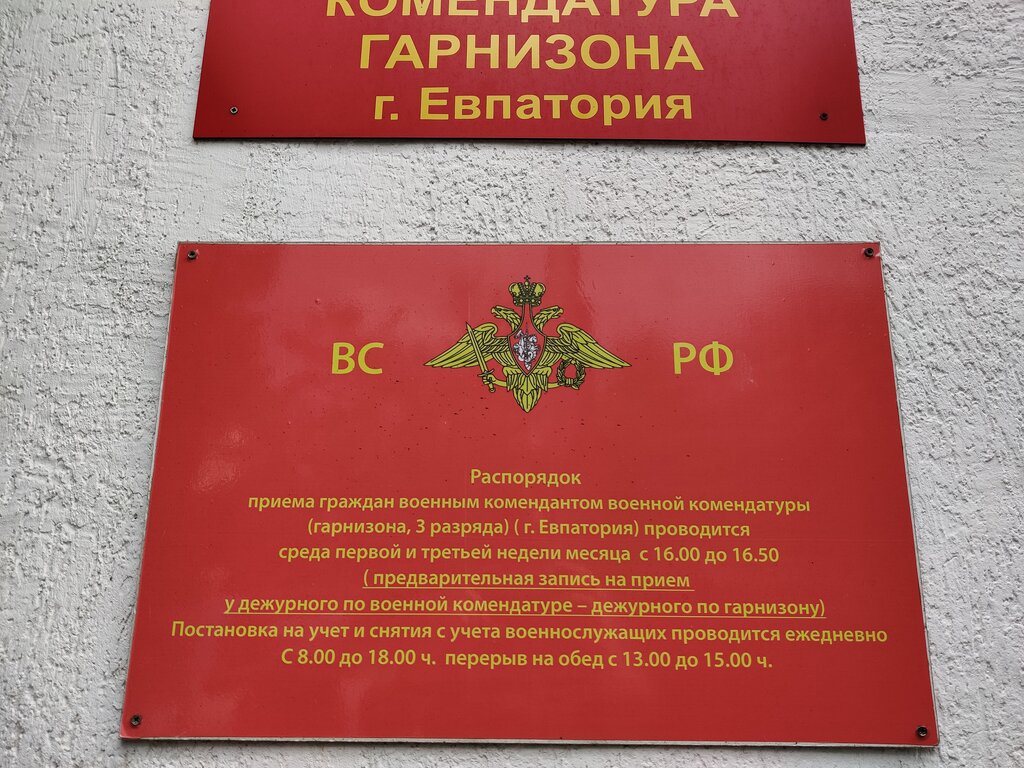 КОМЕНДАТУРА
ГАРНИЗОНА
г. Евпатория
ВС РФ
Распорядок
приема граждан военным комендантом военной комендатуры
(гарнизона, 3 разряда) ( г. Евпатория) проводится
среда первой и третьей недели месяца с 16.00 до 16.50
( предварительная запись на прием
у дежурного по военной комендатуре – дежурного по гарнизону)
Постановка на учет и снятия с учета военнослужащих проводится ежедневно
С 8.00 до 18.00 ч. перерыв на обед с 13.00 до 15.00 ч.